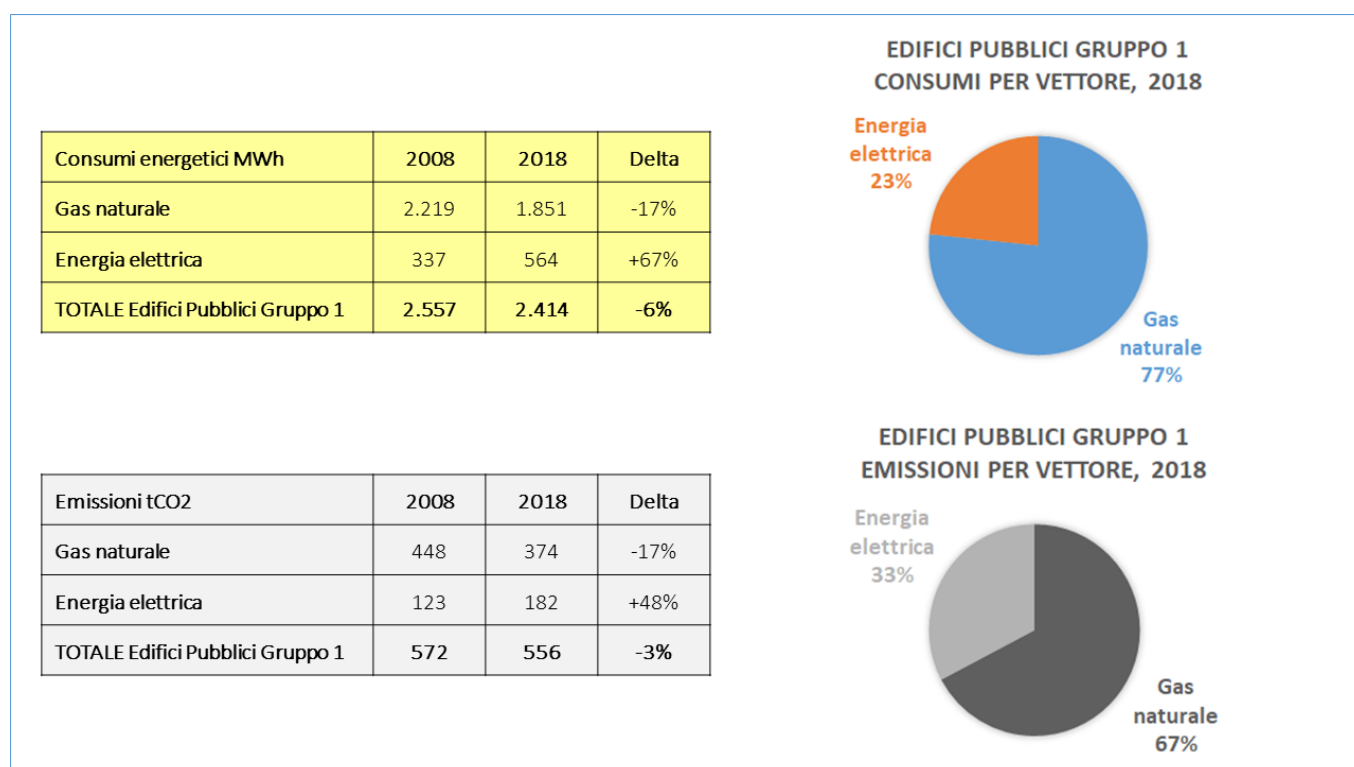 Consumi energetici MWh 2008 2018 Delta
Gas naturale 2.219 1.851 -17%
Energia elettrica 337 564 +67%
TOTALE Edifici Pubblici Gruppo 1 2.557 2.414 -6%
EDIFICI PUBBLICI GRUPPO 1
CONSUMI PER VETTORE, 2018
Energia
elettrica
23%
Gas
naturale
77%
Emissioni tCO2 2008 2018 Delta
Gas naturale 448 374 -17%
Energia elettrica 123 182 +48%
TOTALE Edifici Pubblici Gruppo 1 572 556 -3%
EDIFICI PUBBLICI GRUPPO 1
EMISSIONI PER VETTORE, 2018
Energia
elettrica
33%
Gas
naturale
67%